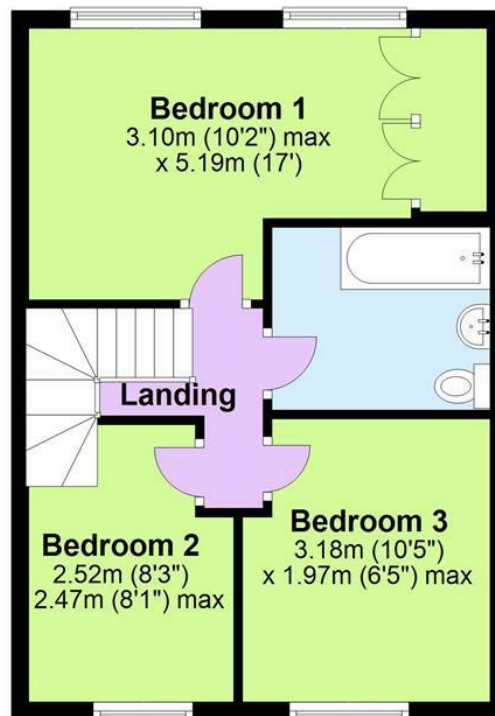 Bedroom 1
3.10m (10'2") max
x 5.19m (17')
Landing
Bedroom 2
2.52m (8'3")
2.47m (8'1") max
Bedroom 3
3.18m (10'5")
x 1.97m (6'5") max